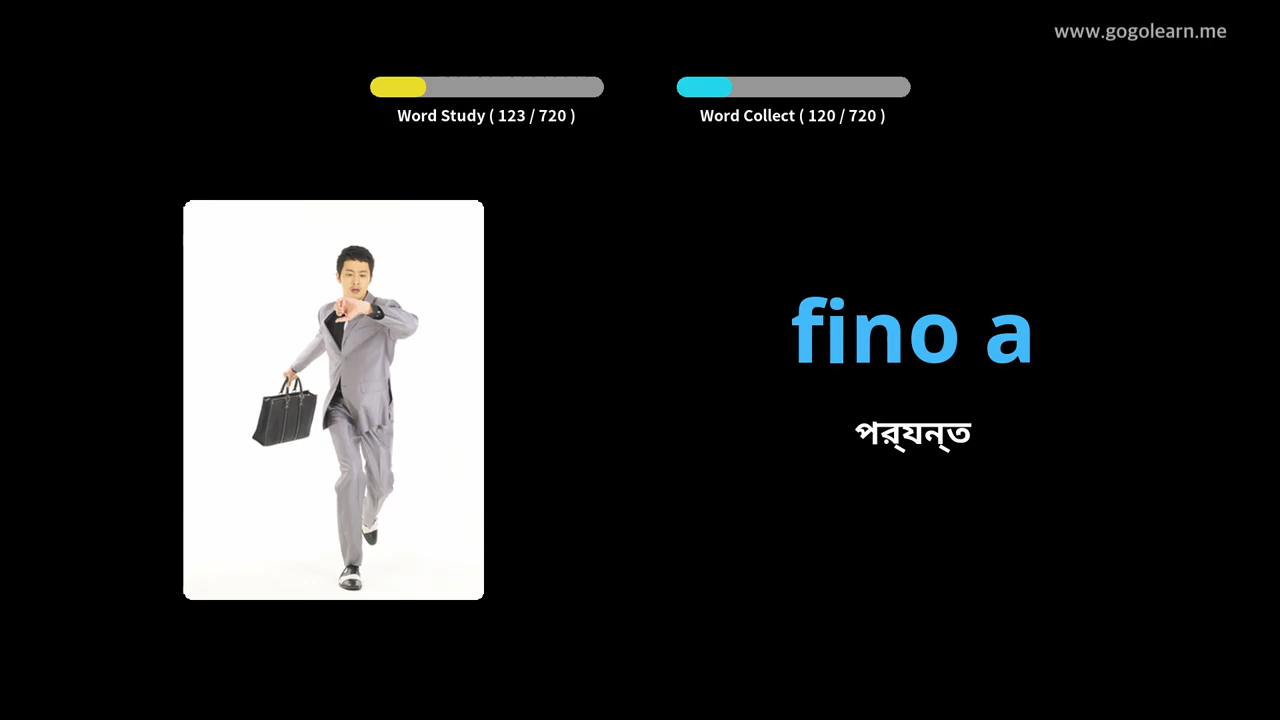 www.gogolearn.me
Word Study ( 123 / 720 )
Word Collect ( 120 / 720 )
fino a
পর্যন্ত